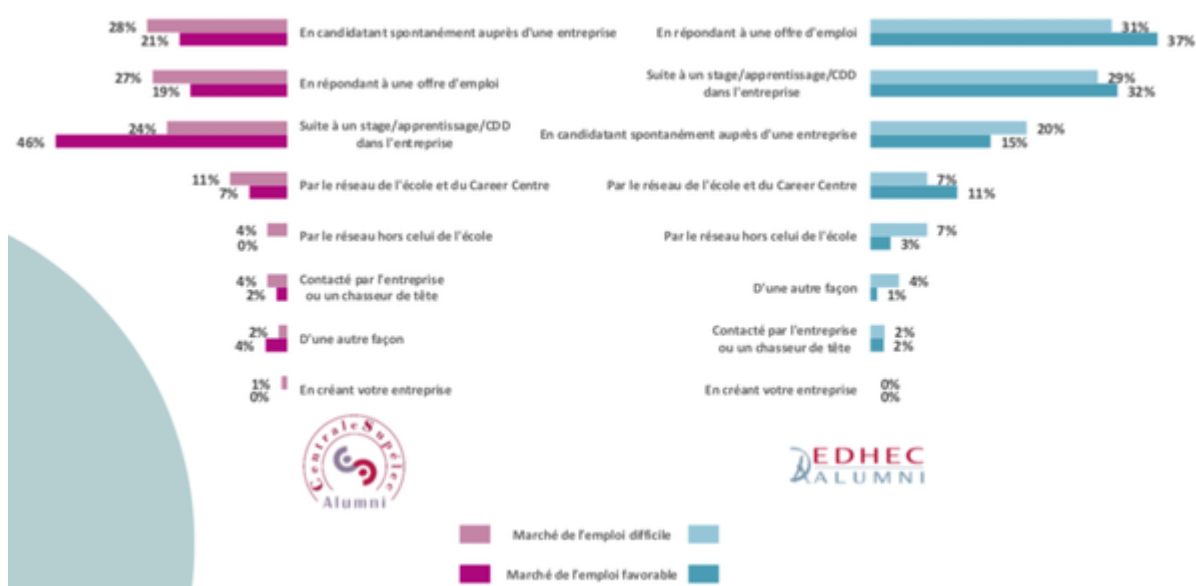 28%
21%
En candidatant spontanément auprès d'une entreprise
27%
19%
En répondant à une offre d'emploi
24%
46%
Suite à un stage/apprentissage/CDD
dans l'entreprise
11%
7%
Par le réseau de l'école et du Career Centre
4%
0%
Par le réseau hors celui de l'école
4%
2%
Contacté par l'entreprise
ou un chasseur de tête
2%
4%
D'une autre façon
1%
0%
En créant votre entreprise
En répondant à une offre d'emploi
31%
37%
Suite à un stage/apprentissage/CDD
dans l'entreprise
29%
32%
En candidatant spontanément auprès d'une entreprise
20%
15%
Par le réseau de l'école et du Career Centre
7%
11%
Par le réseau hors celui de l'école
7%
3%
D'une autre façon
4%
1%
Contacté par l'entreprise
ou un chasseur de tête
2%
2%
En créant votre entreprise
0%
0%
CentraleSupélec
Alumni
EDHEC
ALUMNI
Marché de l'emploi difficile
Marché de l'emploi favorable